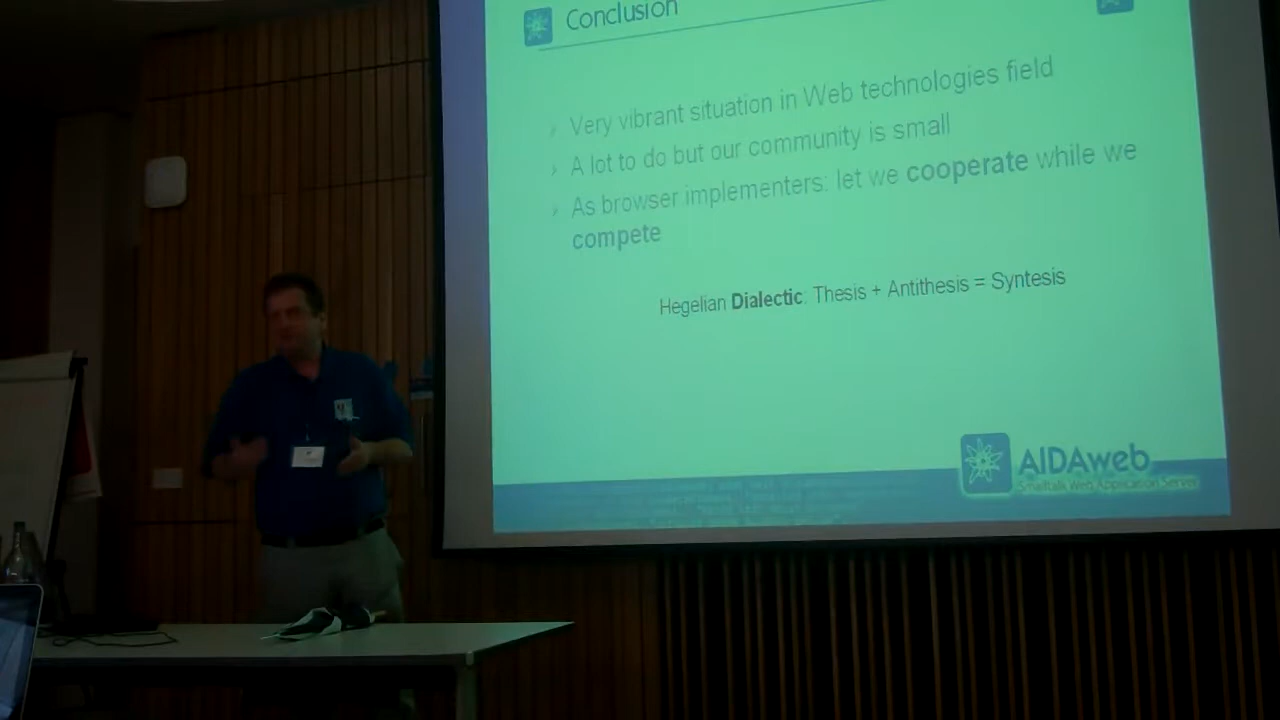 Conclusion
Very vibrant situation in Web technologies field
A lot to do but our community is small
As browser implementers: let we cooperate while we
compete
Hegelian Dialectic: Thesis + Antithesis = Syntesis
AIDAweb
Smalltalk Web Application Server